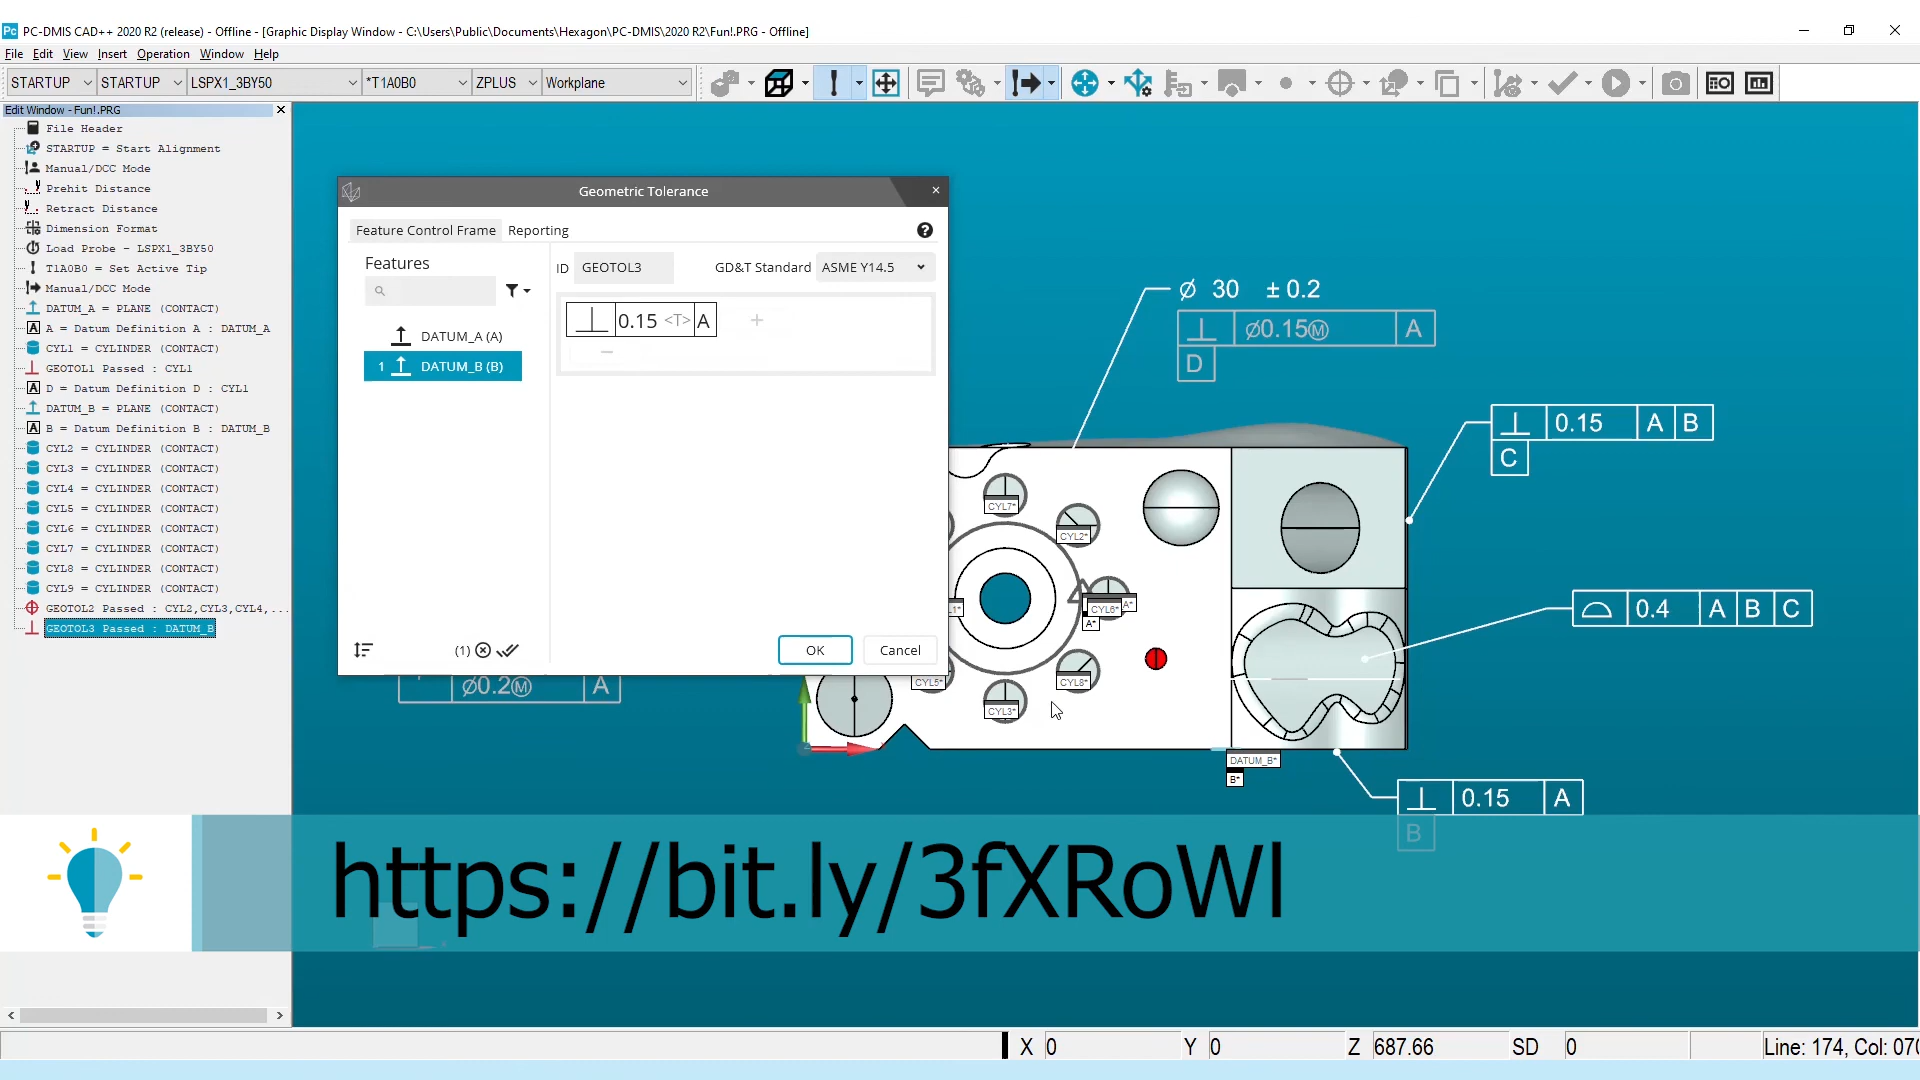 PC-DMIS CAD++ 2020 R2 (release) - Offline - [Graphic Display Window - C:\Users\Public\Documents\Hexagon\PC-DMIS\2020 R2\Fun!.PRG - Offline]
File Edit View Insert Operation Window Help
STARTUP STARTUP LSPX1_3BY50 *T1A0B0 ZPLUS Workplane
Edit Window - Fun!.PRG
File Header
STARTUP = Start Alignment
Manual/DCC Mode
Prehit Distance
Retract Distance
Dimension Format
Load Probe - LSPX1_3BY50
T1A0B0 = Set Active Tip
Manual/DCC Mode
DATUM_A = PLANE (CONTACT)
A = Datum Definition A : DATUM_A
CYL1 = CYLINDER (CONTACT)
GEOTOL1 Passed : CYL1
D = Datum Definition D : CYL1
DATUM_B = PLANE (CONTACT)
B = Datum Definition B : DATUM_B
CYL2 = CYLINDER (CONTACT)
CYL3 = CYLINDER (CONTACT)
CYL4 = CYLINDER (CONTACT)
CYL5 = CYLINDER (CONTACT)
CYL6 = CYLINDER (CONTACT)
CYL7 = CYLINDER (CONTACT)
CYL8 = CYLINDER (CONTACT)
CYL9 = CYLINDER (CONTACT)
GEOTOL2 Passed : CYL2,CYL3,CYL4,...
GEOTOL3 Passed : DATUM_B
Geometric Tolerance
Feature Control Frame Reporting
Features
ID GEOTOL3 GD&T Standard ASME Y14.5
⊥ 0.15 <T> A
DATUM_A (A)
1 DATUM_B (B)
(1)
OK Cancel
Ø 30 ± 0.2
⊥ Ø0.15Ⓜ A
D
⊥ 0.15 A B
C
⌓ 0.4 A B C
⊥ 0.15 A
B
Ø0.2Ⓜ A
CYL7*
CYL2*
CYL6* A*
A*
L1*
CYL5*
CYL8*
CYL3*
DATUM_B*
B*
https://bit.ly/3fXRoWl
X 0 Y 0 Z 687.66 SD 0 Line: 174, Col: 070